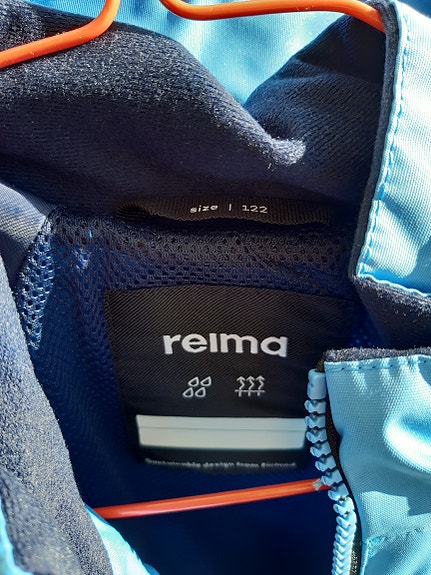 size | 122
reima
Sustainable design from Finland